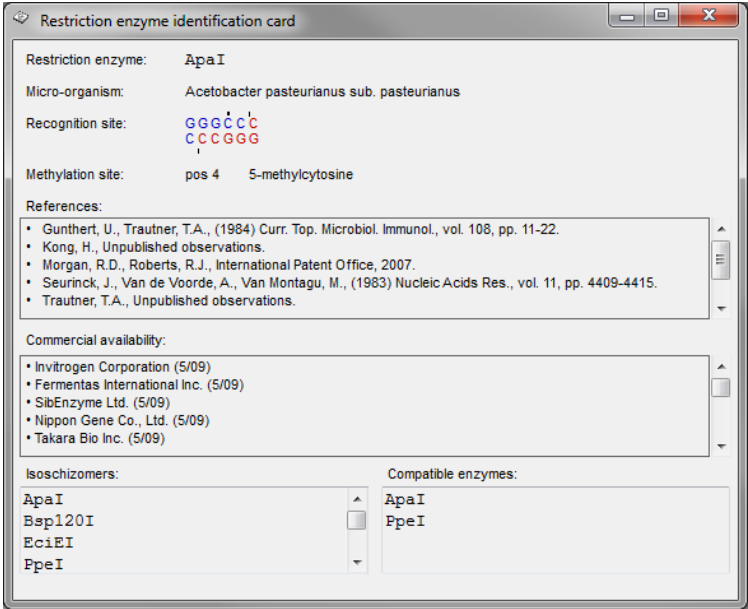 Restriction enzyme identification card
Restriction enzyme: ApaI
Micro-organism: Acetobacter pasteurianus sub. pasteurianus
Recognition site: GGGCCC
CCCGGG
Methylation site: pos 4 5-methylcytosine
References:
• Gunthert, U., Trautner, T.A., (1984) Curr. Top. Microbiol. Immunol., vol. 108, pp. 11-22.
• Kong, H., Unpublished observations.
• Morgan, R.D., Roberts, R.J., International Patent Office, 2007.
• Seurinck, J., Van de Voorde, A., Van Montagu, M., (1983) Nucleic Acids Res., vol. 11, pp. 4409-4415.
• Trautner, T.A., Unpublished observations.
Commercial availability:
• Invitrogen Corporation (5/09)
• Fermentas International Inc. (5/09)
• SibEnzyme Ltd. (5/09)
• Nippon Gene Co., Ltd. (5/09)
• Takara Bio Inc. (5/09)
Isoschizomers:
ApaI
Bsp120I
EciEI
PpeI
Compatible enzymes:
ApaI
PpeI